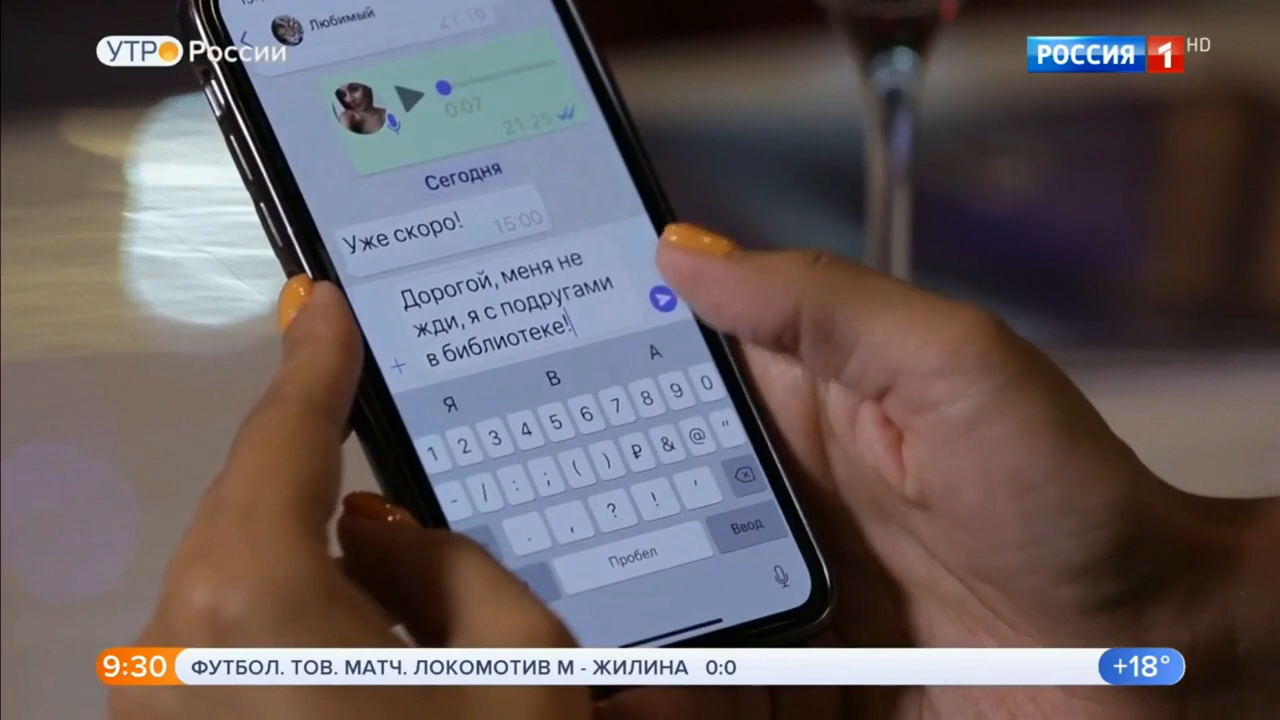 УТРО России
РОССИЯ 1 HD
Любимый
21:18
0:07
21:25
Сегодня
Уже скоро! 15:00
Дорогой, меня не
жди, я с подругами
в библиотеке!
Я В А
1 2 3 4 5 6 7 8 9 0
- / : ; ( ) ₽ & @ "
. , ? ! '
Пробел Ввод
9:30 ФУТБОЛ. ТОВ. МАТЧ. ЛОКОМОТИВ М - ЖИЛИНА 0:0 +18°